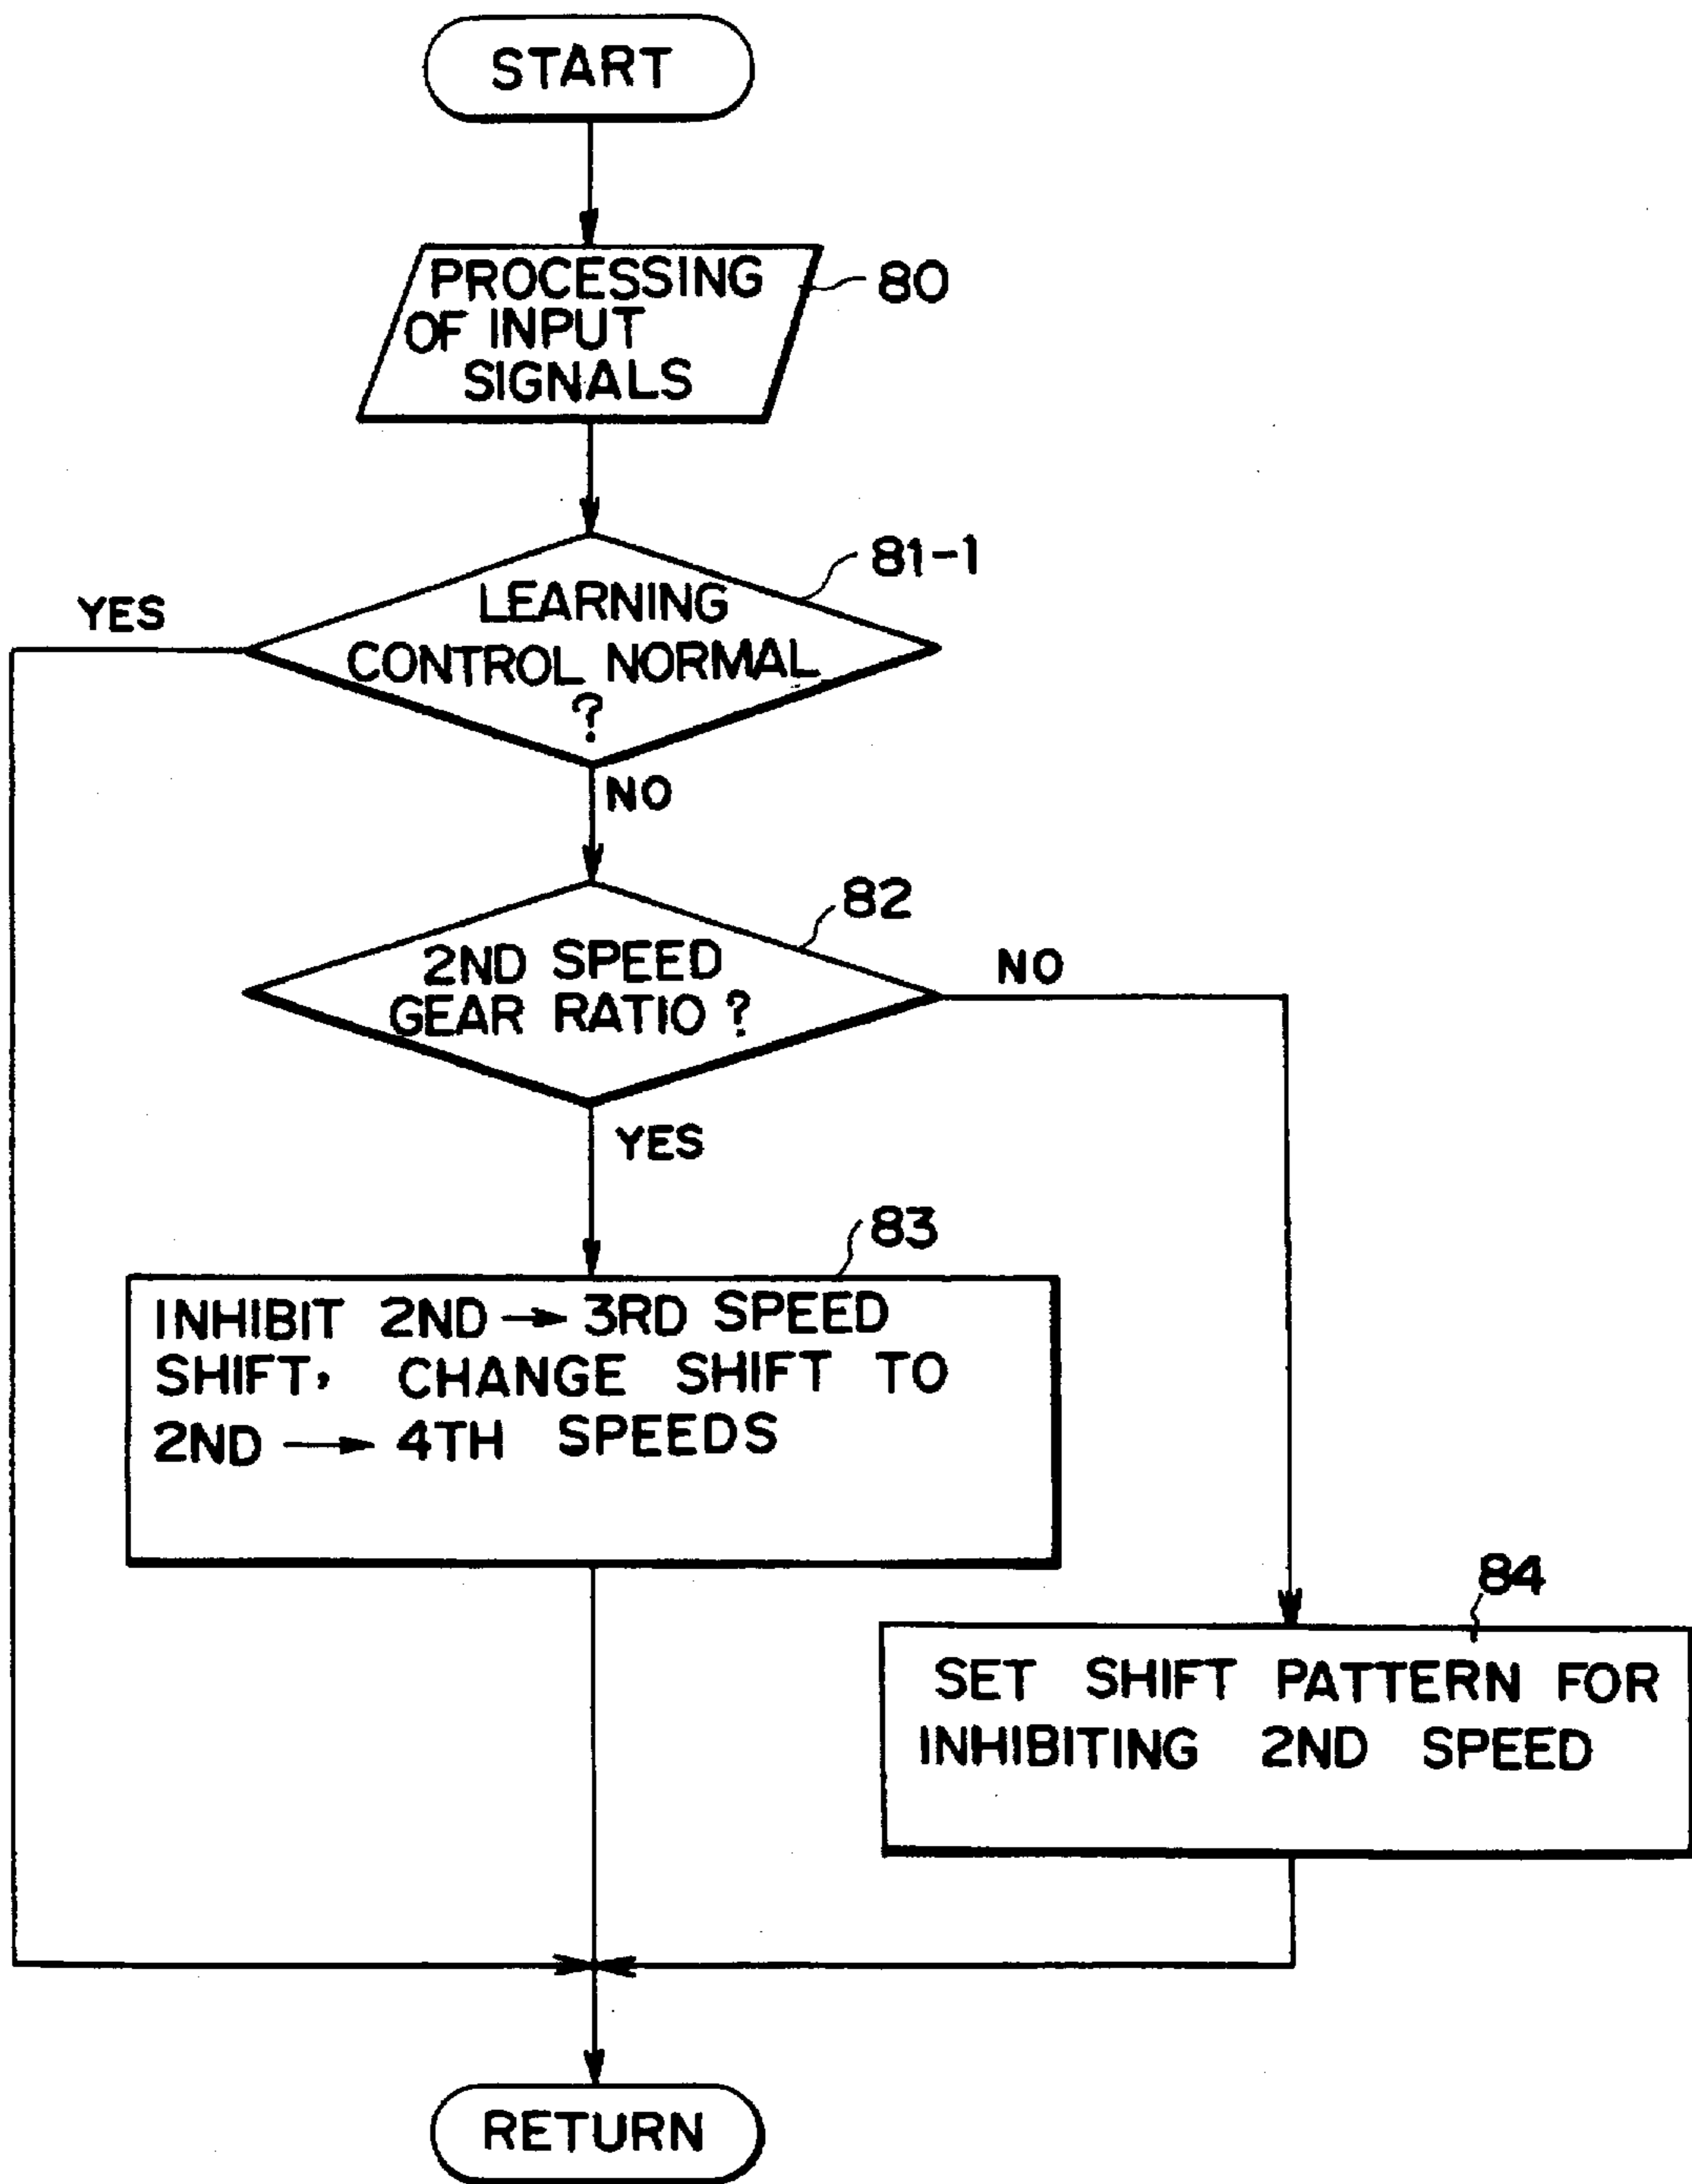 START
PROCESSING
OF INPUT
SIGNALS
80
81-1
LEARNING
CONTROL NORMAL
?
YES
NO
82
2ND SPEED
GEAR RATIO ?
NO
YES
83
INHIBIT 2ND → 3RD SPEED
SHIFT, CHANGE SHIFT TO
2ND → 4TH SPEEDS
84
SET SHIFT PATTERN FOR
INHIBITING 2ND SPEED
RETURN